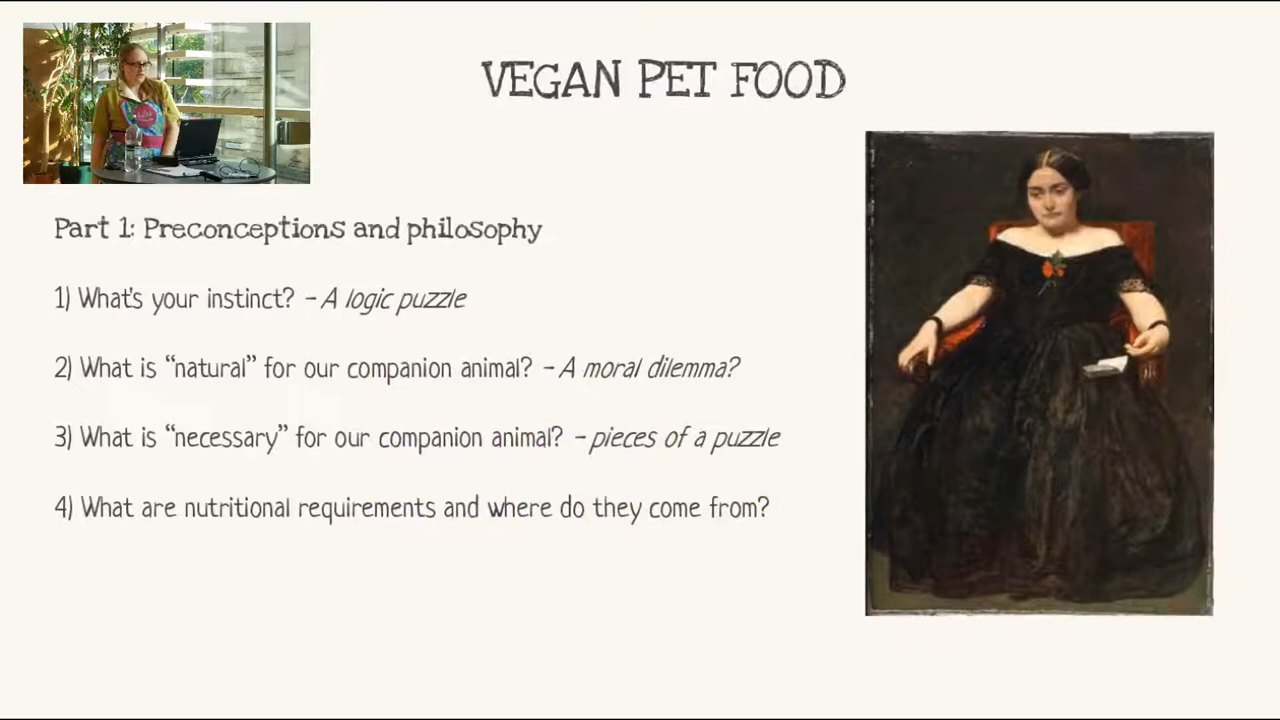 VEGAN PET FOOD
Part 1: Preconceptions and philosophy
1) What's your instinct? - A logic puzzle
2) What is “natural” for our companion animal? - A moral dilemma?
3) What is “necessary” for our companion animal? - pieces of a puzzle
4) What are nutritional requirements and where do they come from?